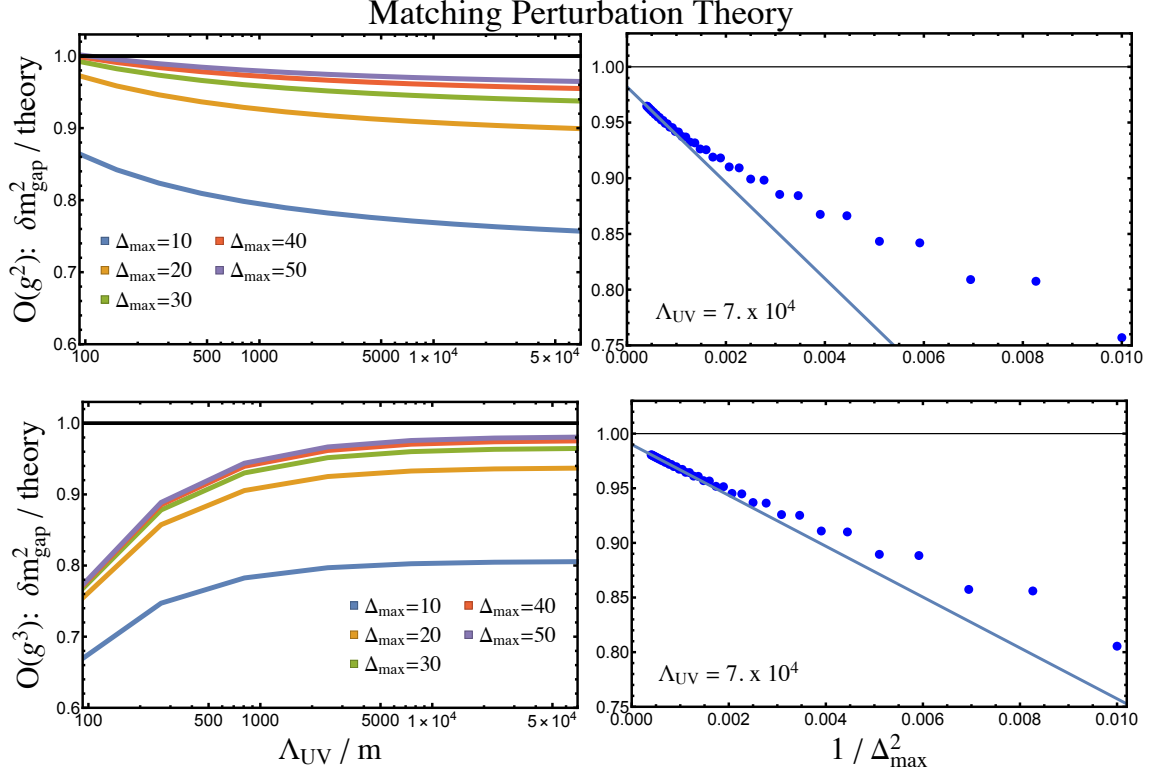 Matching Perturbation Theory
O(g²): δm²gap / theory
1.0
0.9
0.8
0.7
0.6
100 500 1000 5000 1×10⁴ 5×10⁴
Δmax=10 Δmax=40
Δmax=20 Δmax=50
Δmax=30
1.00
0.95
0.90
0.85
0.80
0.75
0.000 0.002 0.004 0.006 0.008 0.010
Λ_UV = 7. x 10⁴
O(g³): δm²gap / theory
1.0
0.9
0.8
0.7
0.6
100 500 1000 5000 1×10⁴ 5×10⁴
Δmax=10 Δmax=40
Δmax=20 Δmax=50
Δmax=30
Λ_UV / m
1.00
0.95
0.90
0.85
0.80
0.75
0.000 0.002 0.004 0.006 0.008 0.010
Λ_UV = 7. x 10⁴
1 / Δ²max